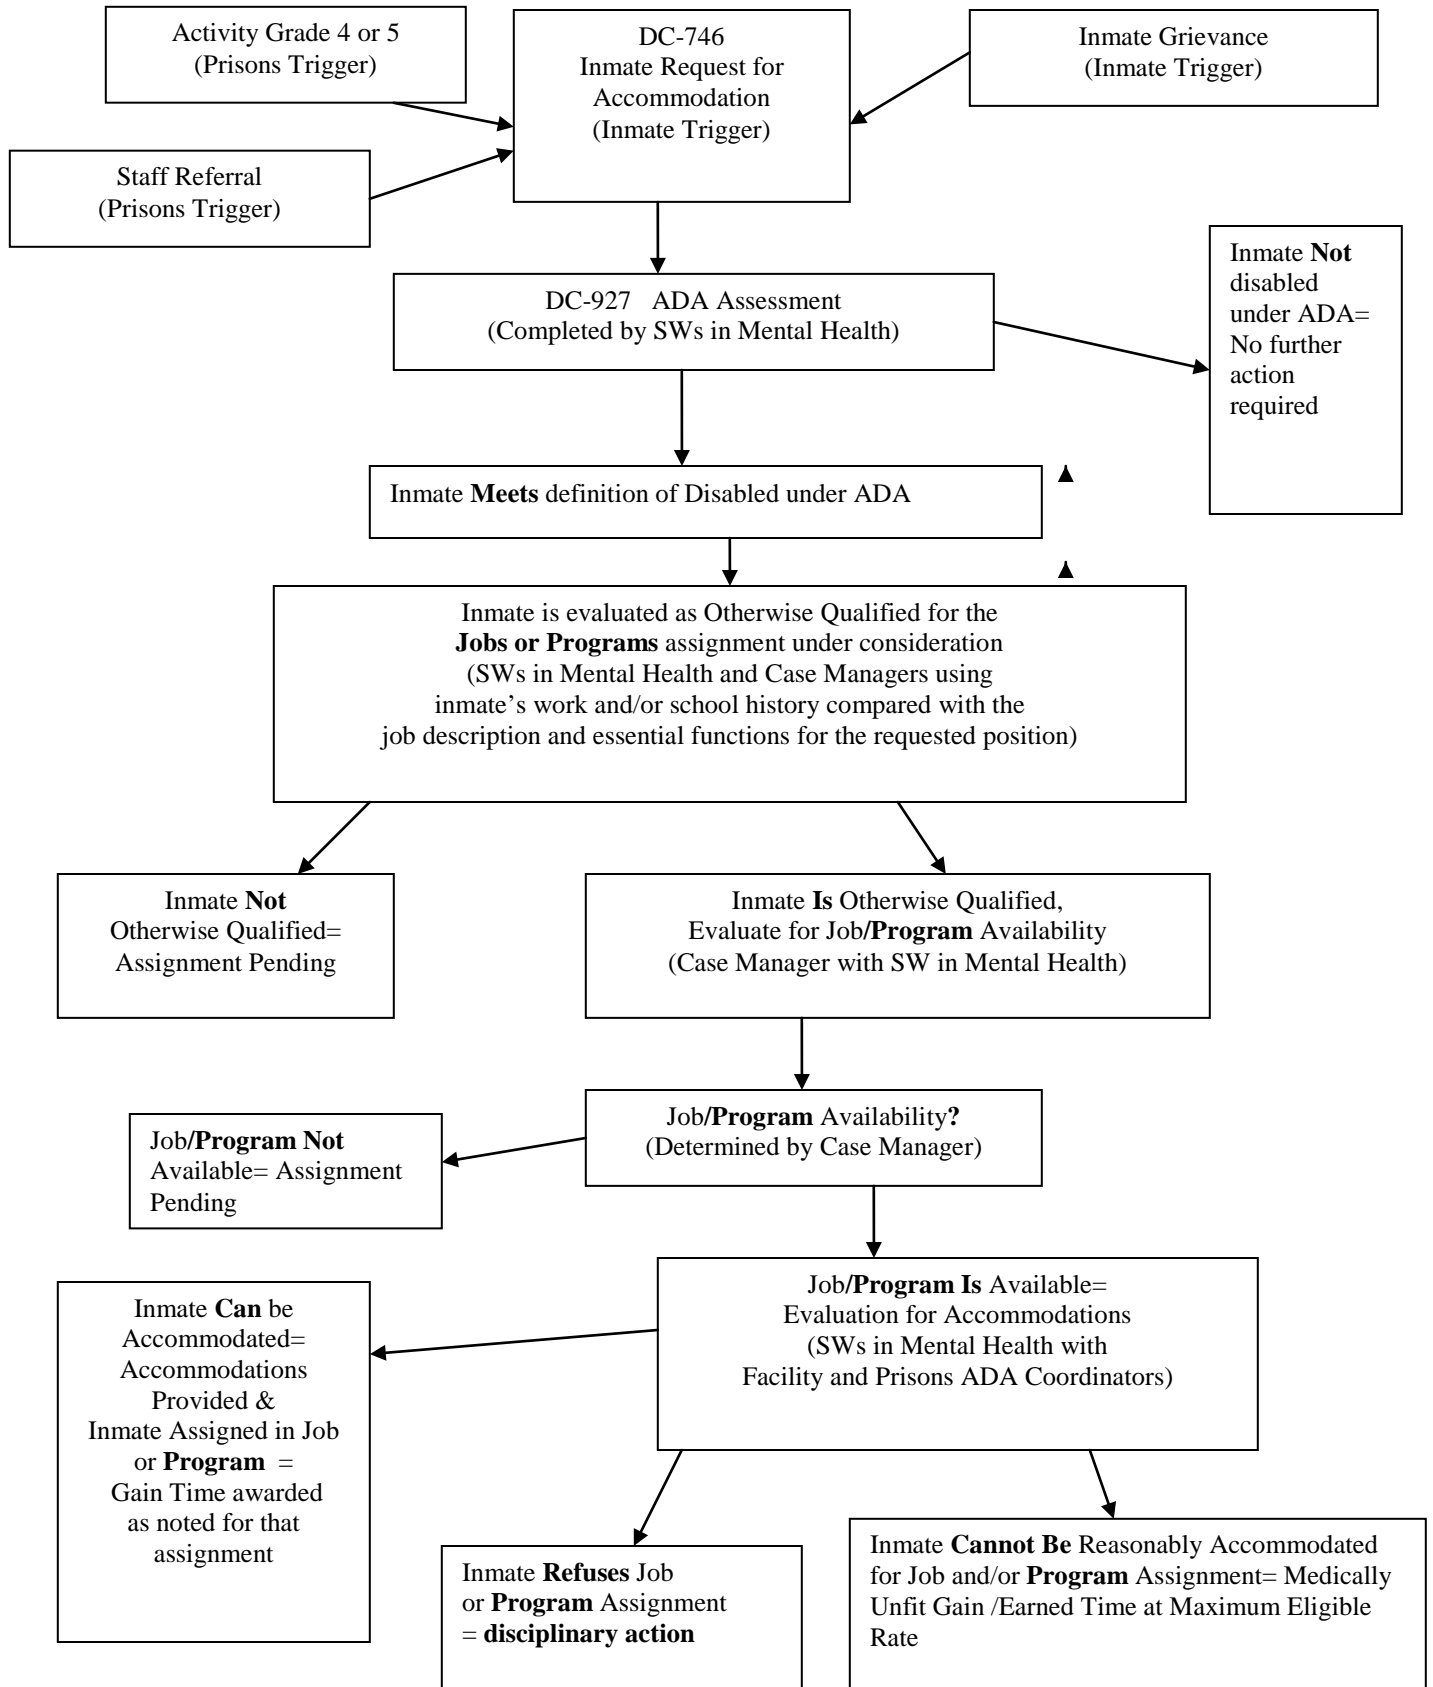 Activity Grade 4 or 5
(Prisons Trigger)
DC-746
Inmate Request for
Accommodation
(Inmate Trigger)
Inmate Grievance
(Inmate Trigger)
Staff Referral
(Prisons Trigger)
DC-927 ADA Assessment
(Completed by SWs in Mental Health)
Inmate Not
disabled
under ADA=
No further
action
required
Inmate Meets definition of Disabled under ADA
Inmate is evaluated as Otherwise Qualified for the
Jobs or Programs assignment under consideration
(SWs in Mental Health and Case Managers using
inmate’s work and/or school history compared with the
job description and essential functions for the requested position)
Inmate Not
Otherwise Qualified=
Assignment Pending
Inmate Is Otherwise Qualified,
Evaluate for Job/Program Availability
(Case Manager with SW in Mental Health)
Job/Program Availability?
(Determined by Case Manager)
Job/Program Not
Available= Assignment
Pending
Job/Program Is Available=
Evaluation for Accommodations
(SWs in Mental Health with
Facility and Prisons ADA Coordinators)
Inmate Can be
Accommodated=
Accommodations
Provided &
Inmate Assigned in Job
or Program =
Gain Time awarded
as noted for that
assignment
Inmate Refuses Job
or Program Assignment
= disciplinary action
Inmate Cannot Be Reasonably Accommodated
for Job and/or Program Assignment= Medically
Unfit Gain /Earned Time at Maximum Eligible
Rate